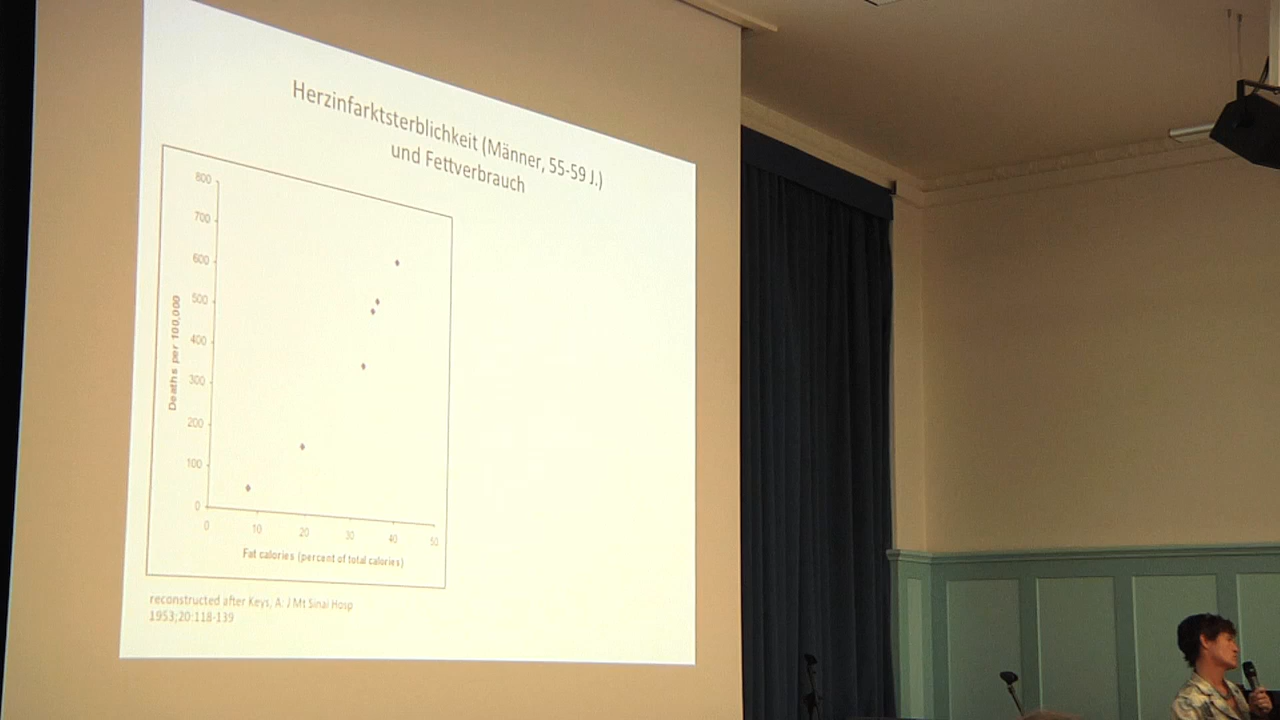 Herzinfarktsterblichkeit (Männer, 55-59 J.)
und Fettverbrauch
800
700
600
500
400
300
200
100
0
Deaths per 100,000
0 10 20 30 40 50
Fat calories (percent of total calories)
reconstructed after Keys, A: J Mt Sinai Hosp
1953;20:118-139